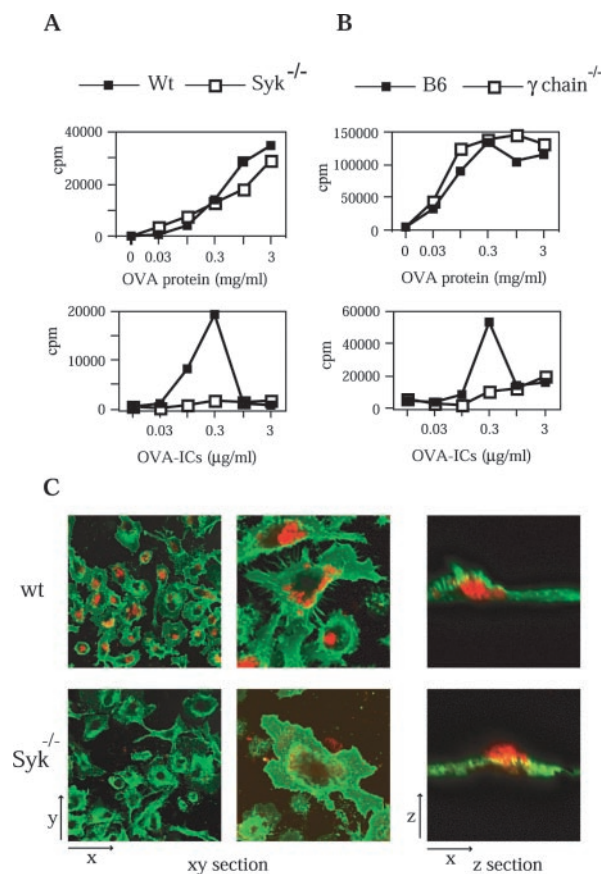 A
B
Wt
Syk-/-
B6
γ chain-/-
cpm
40000
20000
0
0
0.03
0.3
3
OVA protein (mg/ml)
cpm
150000
100000
50000
0
0
0.03
0.3
3
OVA protein (mg/ml)
cpm
20000
10000
0
0.03
0.3
3
OVA-ICs (μg/ml)
cpm
60000
40000
20000
0
0.03
0.3
3
OVA-ICs (μg/ml)
C
wt
Syk-/-
y
x
xy section
z
x
z section